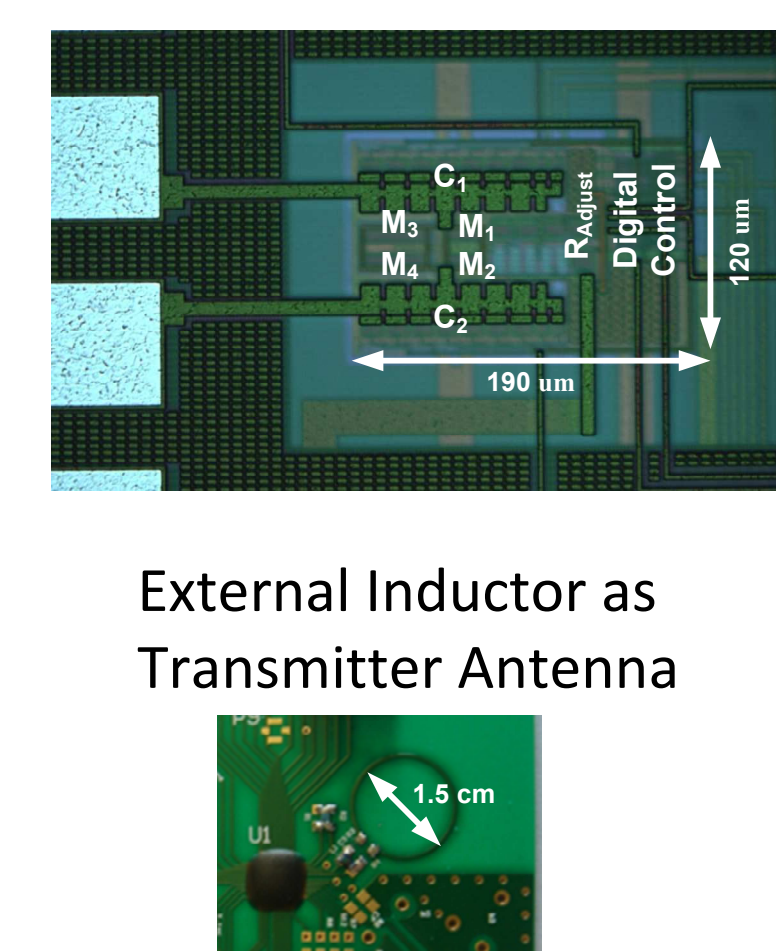 C1
M3 M1
M4 M2
C2
RAdjust
Digital
Control
120 um
190 um
External Inductor as
Transmitter Antenna
P9
1.5 cm
U1